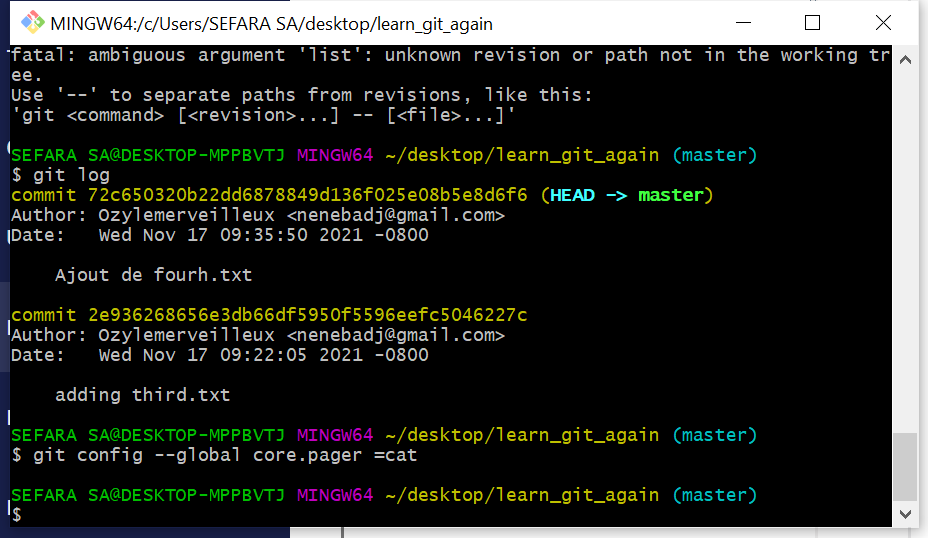 MINGW64:/c/Users/SEFARA SA/desktop/learn_git_again
fatal: ambiguous argument 'list': unknown revision or path not in the working tr
ee.
Use '--' to separate paths from revisions, like this:
'git <command> [<revision>...] -- [<file>...]'
SEFARA SA@DESKTOP-MPPBVTJ MINGW64 ~/desktop/learn_git_again (master)
$ git log
commit 72c650320b22dd6878849d136f025e08b5e8d6f6 (HEAD -> master)
Author: Ozylemerveilleux <nenebadj@gmail.com>
Date:   Wed Nov 17 09:35:50 2021 -0800
    Ajout de fourh.txt
commit 2e936268656e3db66df5950f5596eefc5046227c
Author: Ozylemerveilleux <nenebadj@gmail.com>
Date:   Wed Nov 17 09:22:05 2021 -0800
    adding third.txt
SEFARA SA@DESKTOP-MPPBVTJ MINGW64 ~/desktop/learn_git_again (master)
$ git config --global core.pager =cat
SEFARA SA@DESKTOP-MPPBVTJ MINGW64 ~/desktop/learn_git_again (master)
$